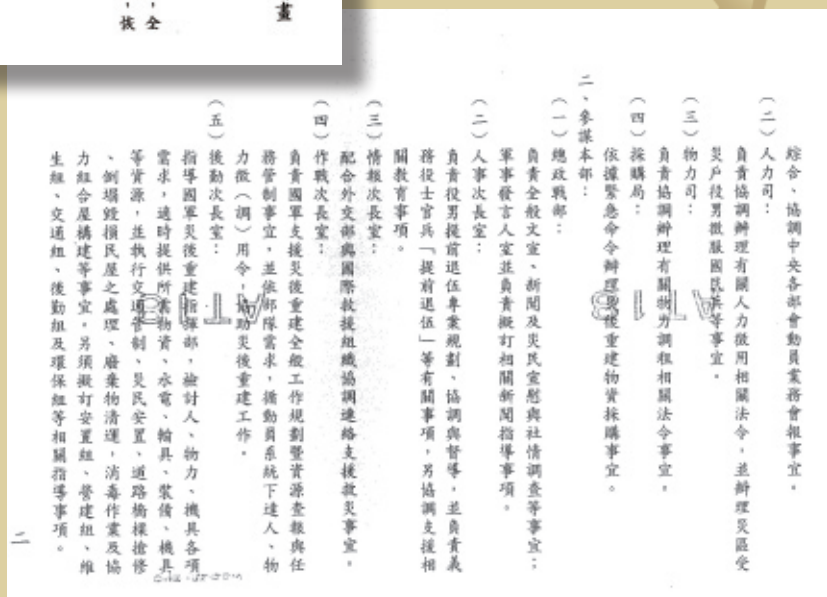 畫
，全
，恢
綜合、協調中央各部會動員業務會報事宜。
（二）人力司：
負責協調辦理有關人力徵用相關法令，並辦理災區受
災戶役男徵服國民兵等事宜。
（三）物力司：
負責協調辦理有關物力調租相關法令事宜。
（四）採購局：
依據緊急命令辦理災後重建物資採購事宜。
二、參謀本部：
（一）總政戰部：
負責全般文宣、新聞及災民宣慰與社情調查等事宜；
軍事發言人室並負責擬訂相關新聞指導事項。
（二）人事次長室：
負責役男提前退伍專案規劃、協調與督導，並負責義
務役士官兵「提前退伍」等有關事項，另協調支援相
關教育事項。
（三）情報次長室：
配合外交部與國際救援組織協調連絡支援救災事宜。
（四）作戰次長室：
負責國軍支援災後重建全般工作規劃暨資源查報與任
務管制事宜，並依部隊需求，循動員系統下達人、物
力徵（調）用令，協助災後重建工作。
（五）後勤次長室：
指導國軍災後重建指揮部，檢討人、物力、機具各項
需求，適時提供所需物資、水電、輸具、裝備、機具
等資源，並執行交通管制、災民安置、道路橋樑搶修
、倒塌毀損民屋之處理、廢棄物清運，消毒作業及協
力組合屋構建等事宜。另須擬訂安置組、營建組、維
生組、交通組、後勤組及環保組等相關指導事項。
二